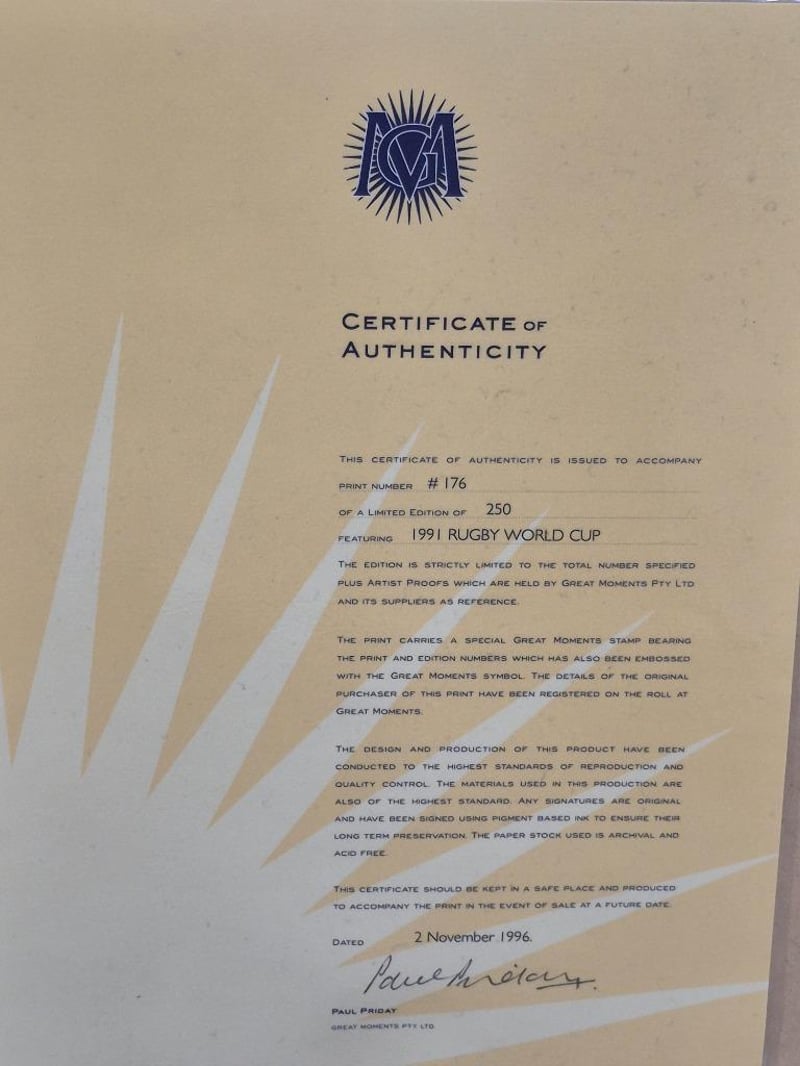 MGV
CERTIFICATE OF
AUTHENTICITY
THIS CERTIFICATE OF AUTHENTICITY IS ISSUED TO ACCOMPANY
PRINT NUMBER # 176
OF A LIMITED EDITION OF 250
FEATURING 1991 RUGBY WORLD CUP
THE EDITION IS STRICTLY LIMITED TO THE TOTAL NUMBER SPECIFIED
PLUS ARTIST PROOFS WHICH ARE HELD BY GREAT MOMENTS PTY LTD
AND ITS SUPPLIERS AS REFERENCE.
THE PRINT CARRIES A SPECIAL GREAT MOMENTS STAMP BEARING
THE PRINT AND EDITION NUMBERS WHICH HAS ALSO BEEN EMBOSSED
WITH THE GREAT MOMENTS SYMBOL. THE DETAILS OF THE ORIGINAL
PURCHASER OF THIS PRINT HAVE BEEN REGISTERED ON THE ROLL AT
GREAT MOMENTS.
THE DESIGN AND PRODUCTION OF THIS PRODUCT HAVE BEEN
CONDUCTED TO THE HIGHEST STANDARDS OF REPRODUCTION AND
QUALITY CONTROL. THE MATERIALS USED IN THIS PRODUCTION ARE
ALSO OF THE HIGHEST STANDARD. ANY SIGNATURES ARE ORIGINAL
AND HAVE BEEN SIGNED USING PIGMENT BASED INK TO ENSURE THEIR
LONG TERM PRESERVATION. THE PAPER STOCK USED IS ARCHIVAL AND
ACID FREE.
THIS CERTIFICATE SHOULD BE KEPT IN A SAFE PLACE AND PRODUCED
TO ACCOMPANY THE PRINT IN THE EVENT OF SALE AT A FUTURE DATE.
DATED 2 November 1996.
Paul Priday
PAUL PRIDAY
GREAT MOMENTS PTY LTD.